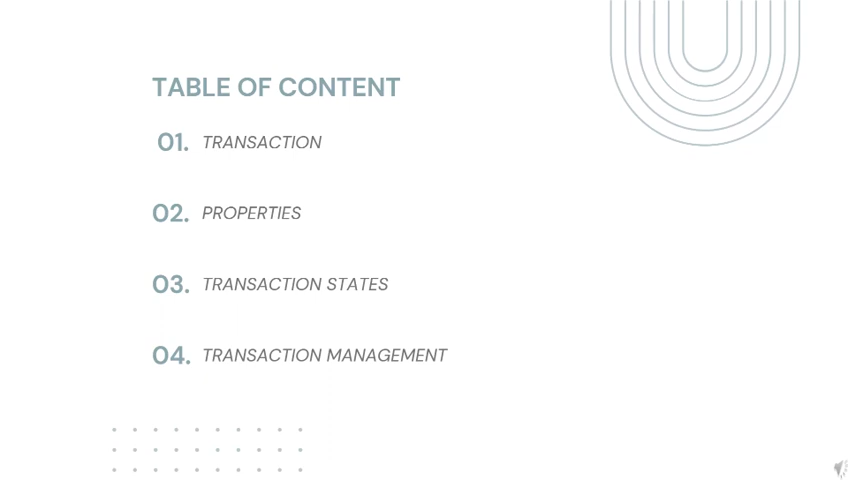 TABLE OF CONTENT
01. TRANSACTION
02. PROPERTIES
03. TRANSACTION STATES
04. TRANSACTION MANAGEMENT